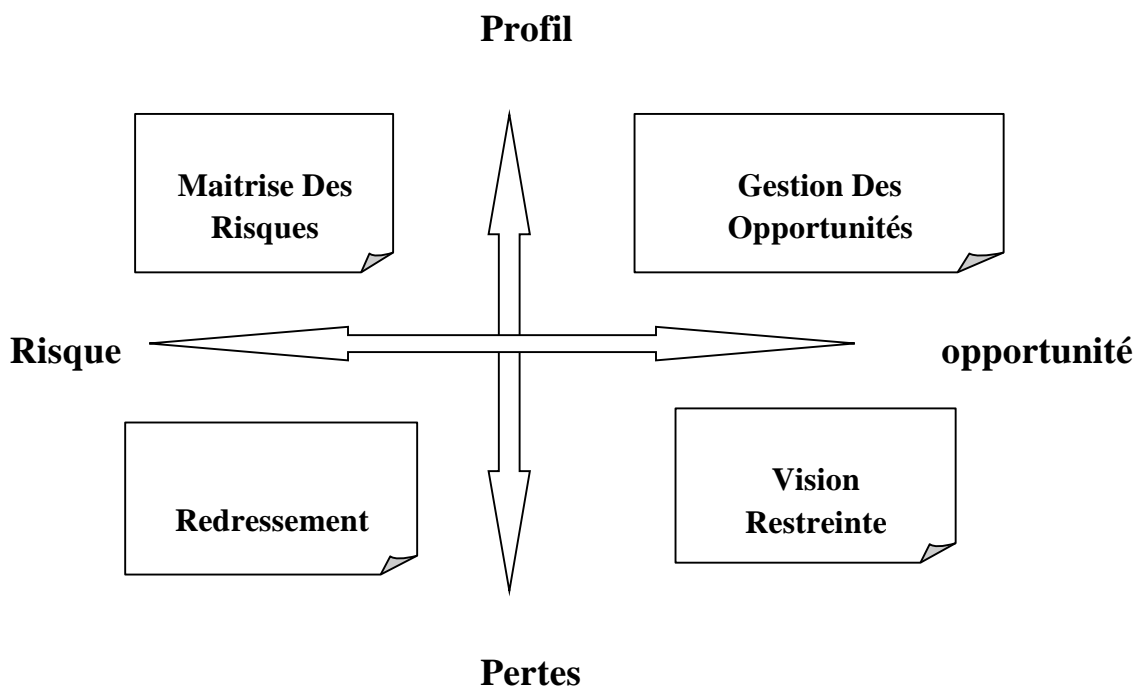 Profil
Maitrise Des
Risques
Gestion Des
Opportunités
Risque
opportunité
Redressement
Vision
Restreinte
Pertes